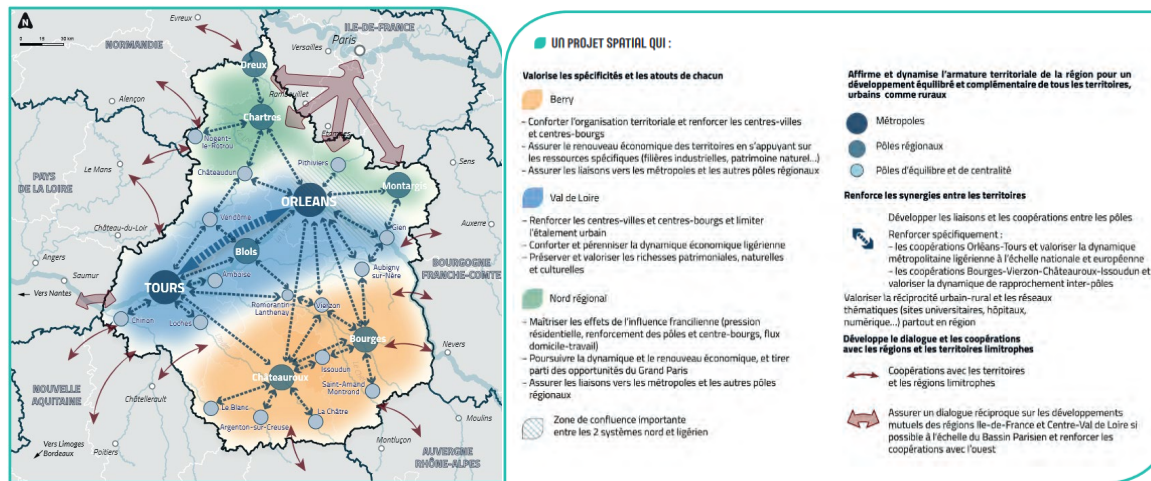 N
0 15 30 km
Evreux
NORMANDIE
ILE-DE-FRANCE
Versailles
Paris
Dreux
Rambouillet
Alençon
Chartres
Etampes
Nogent-
le-Rotrou
Pithiviers
Sens
PAYS
DE LA LOIRE
Le Mans
Châteaudun
Montargis
ORLEANS
Vendôme
Château-du-Loir
Auxerre
Gien
Blois
Angers
Saumur
Amboise
Aubigny
sur-Nère
BOURGOGNE
FRANCHE-COMTE
TOURS
Vers Nantes
Romorantin
Lanthenay
Vierzon
Chinon
Loches
Bourges
Nevers
Issoudun
NOUVELLE
AQUITAINE
Châteauroux
Châtellerault
Saint-Amand
Montrond
Le Blanc
La Châtre
Argenton-sur-Creuse
Moulins
Montluçon
Vers Limoges
Bordeaux
Poitiers
AUVERGNE
RHÔNE-ALPES
UN PROJET SPATIAL QUI :
Valorise les spécificités et les atouts de chacun
Berry
- Conforter l'organisation territoriale et renforcer les centres-villes
et centres-bourgs
- Assurer le renouveau économique des territoires en s'appuyant sur
les ressources spécifiques (filières industrielles, patrimoine naturel...)
- Assurer les liaisons vers les métropoles et les autres pôles régionaux
Val de Loire
- Renforcer les centres-villes et centres-bourgs et limiter
l'étalement urbain
- Conforter et pérenniser la dynamique économique ligérienne
- Préserver et valoriser les richesses patrimoniales, naturelles
et culturelles
Nord régional
- Maîtriser les effets de l'influence francilienne (pression
résidentielle, renforcement des pôles et centre-bourgs, flux
domicile-travail)
- Poursuivre la dynamique et le renouveau économique, et tirer
parti des opportunités du Grand Paris
- Assurer les liaisons vers les métropoles et les autres pôles
régionaux
Zone de confluence importante
entre les 2 systèmes nord et ligérien
Affirme et dynamise l'armature territoriale de la région pour un
développement équilibré et complémentaire de tous les territoires,
urbains comme ruraux
Métropoles
Pôles régionaux
Pôles d'équilibre et de centralité
Renforce les synergies entre les territoires
Développer les liaisons et les coopérations entre les pôles
Renforcer spécifiquement :
- les coopérations Orléans-Tours et valoriser la dynamique
métropolitaine ligérienne à l'échelle nationale et européenne
- les coopérations Bourges-Vierzon-Châteauroux-Issoudun et
valoriser la dynamique de rapprochement inter-pôles
Valoriser la réciprocité urbain-rural et les réseaux
thématiques (sites universitaires, hôpitaux,
numérique...) partout en région
Développe le dialogue et les coopérations
avec les régions et les territoires limitrophes
Coopérations avec les territoires
et les régions limitrophes
Assurer un dialogue réciproque sur les développements
mutuels des régions Ile-de-France et Centre-Val de Loire si
possible à l'échelle du Bassin Parisien et renforcer les
coopérations avec l'ouest